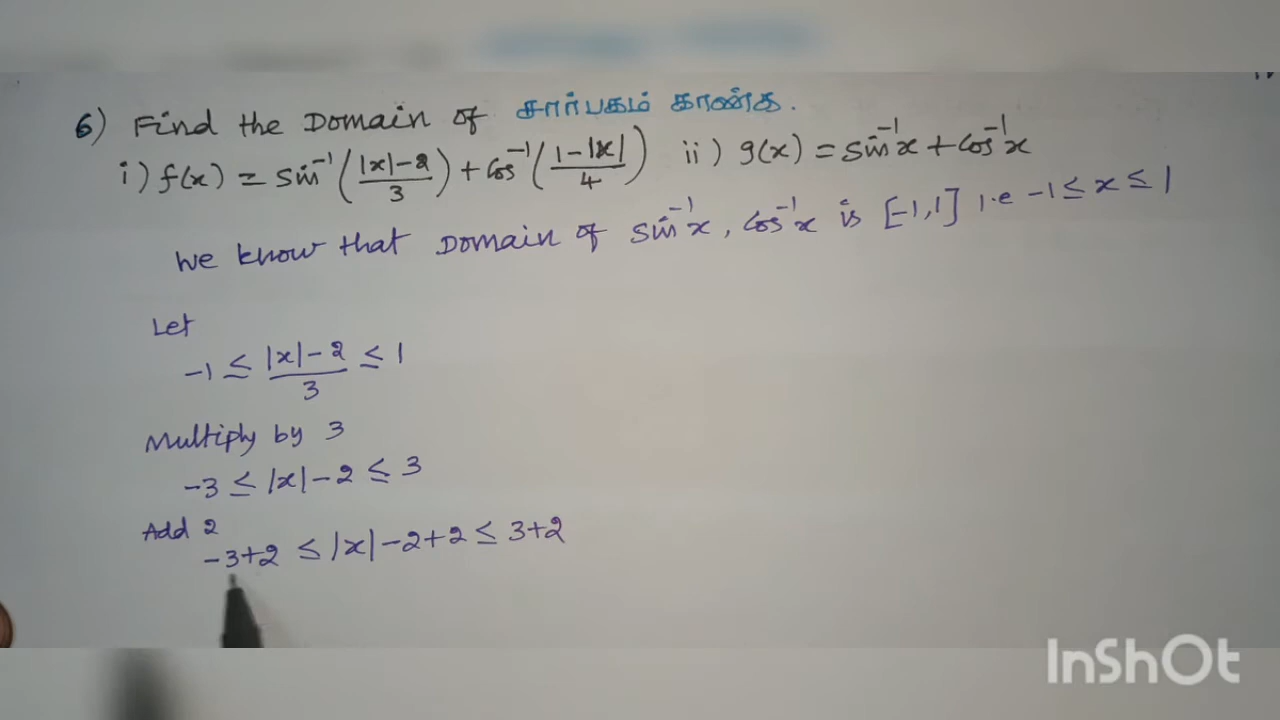 6) Find the Domain of சார்பகம் காண்க.
i) f(x) = sin⁻¹(|x|-2/3) + cos⁻¹(1-|x|/4) ii) g(x) = sin⁻¹x + cos⁻¹x
We know that Domain of sin⁻¹x, cos⁻¹x is [-1,1] i.e -1 ≤ x ≤ 1
Let
-1 ≤ |x|-2/3 ≤ 1
Multiply by 3
-3 ≤ |x|-2 ≤ 3
Add 2
-3+2 ≤ |x|-2+2 ≤ 3+2
InShOt